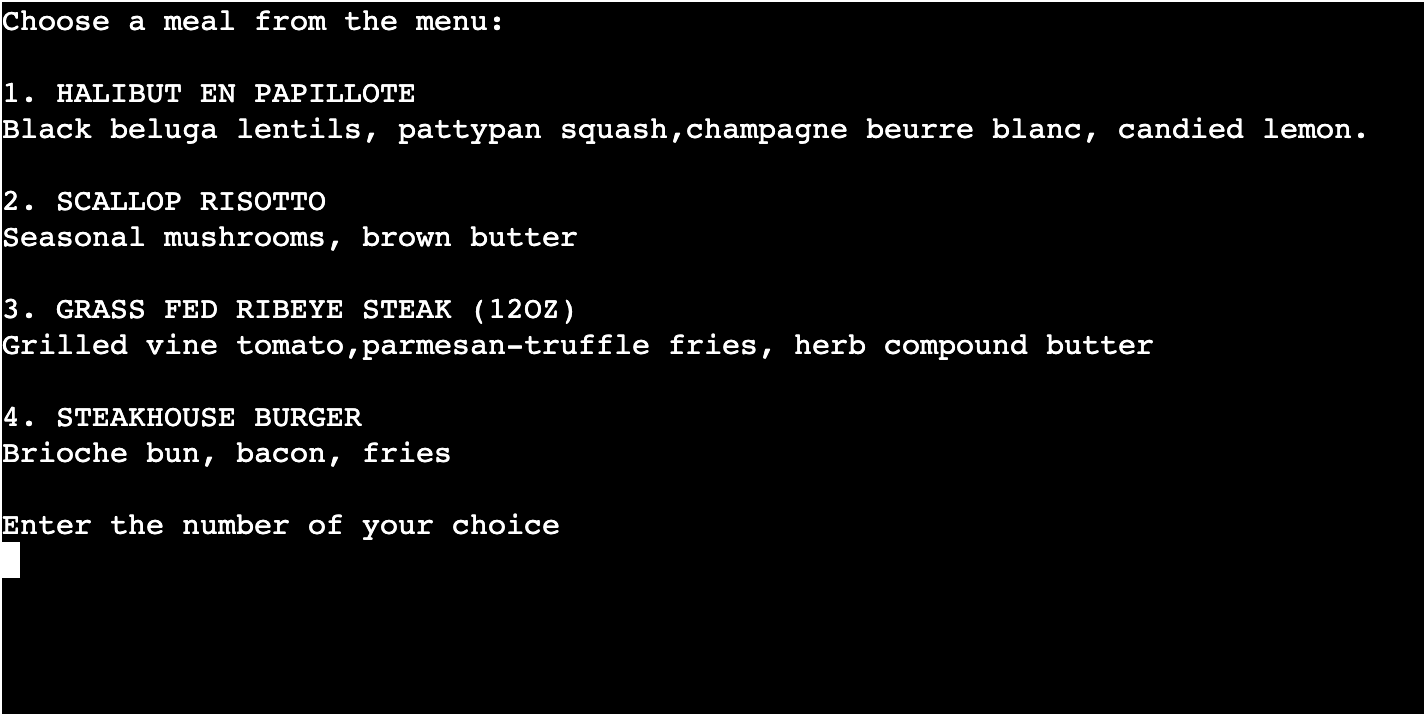 Choose a meal from the menu:
1. HALIBUT EN PAPILLOTE
Black beluga lentils, pattypan squash,champagne beurre blanc, candied lemon.
2. SCALLOP RISOTTO
Seasonal mushrooms, brown butter
3. GRASS FED RIBEYE STEAK (12OZ)
Grilled vine tomato,parmesan-truffle fries, herb compound butter
4. STEAKHOUSE BURGER
Brioche bun, bacon, fries
Enter the number of your choice